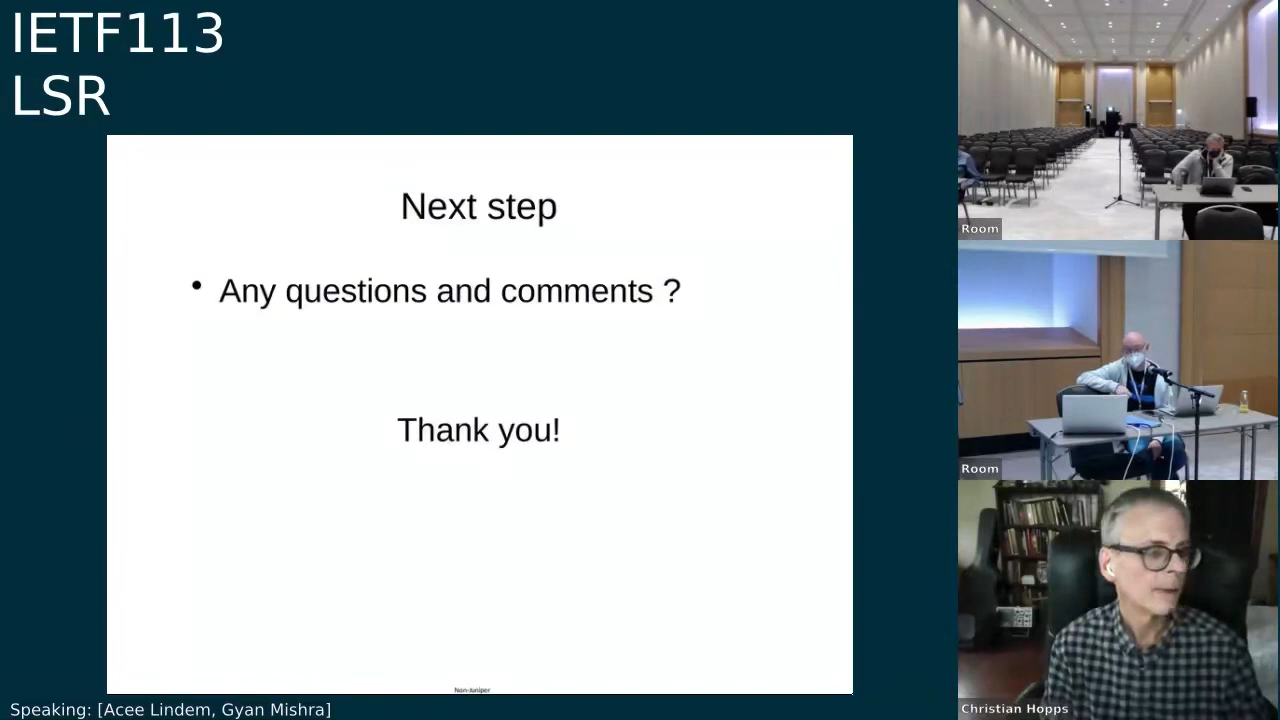 IETF113
LSR
Next step
• Any questions and comments ?
Thank you!
Non-Juniper
Speaking: [Acee Lindem, Gyan Mishra]
Room
Room
Christian Hopps